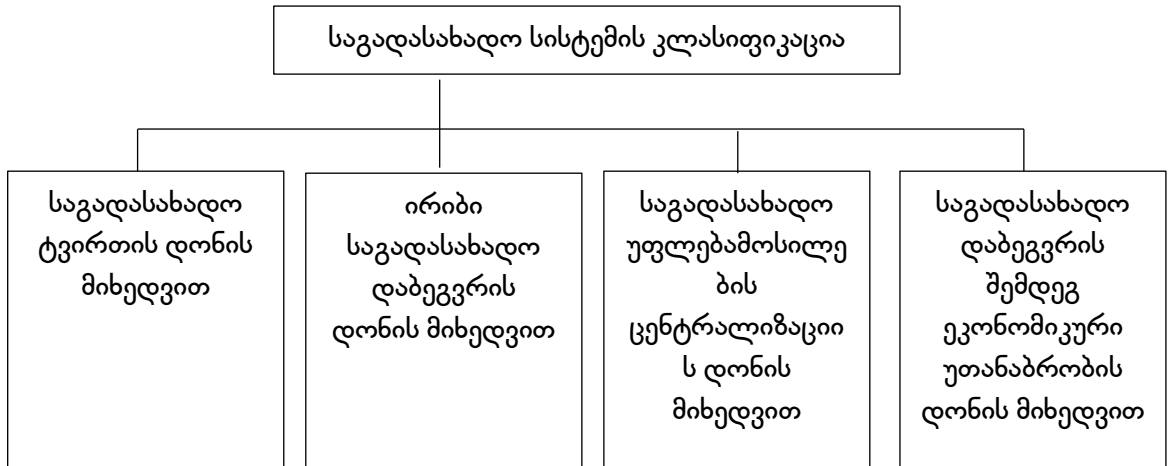 საგადასახადო სისტემის კლასიფიკაცია
საგადასახადო
ტვირთის დონის
მიხედვით
ირიბი
საგადასახადო
დაბეგვრის
დონის მიხედვით
საგადასახადო
უფლებამოსილე
ბის
ცენტრალიზაციი
ს დონის
მიხედვით
საგადასახადო
დაბეგვრის
შემდეგ
ეკონომიკური
უთანაბრობის
დონის მიხედვით